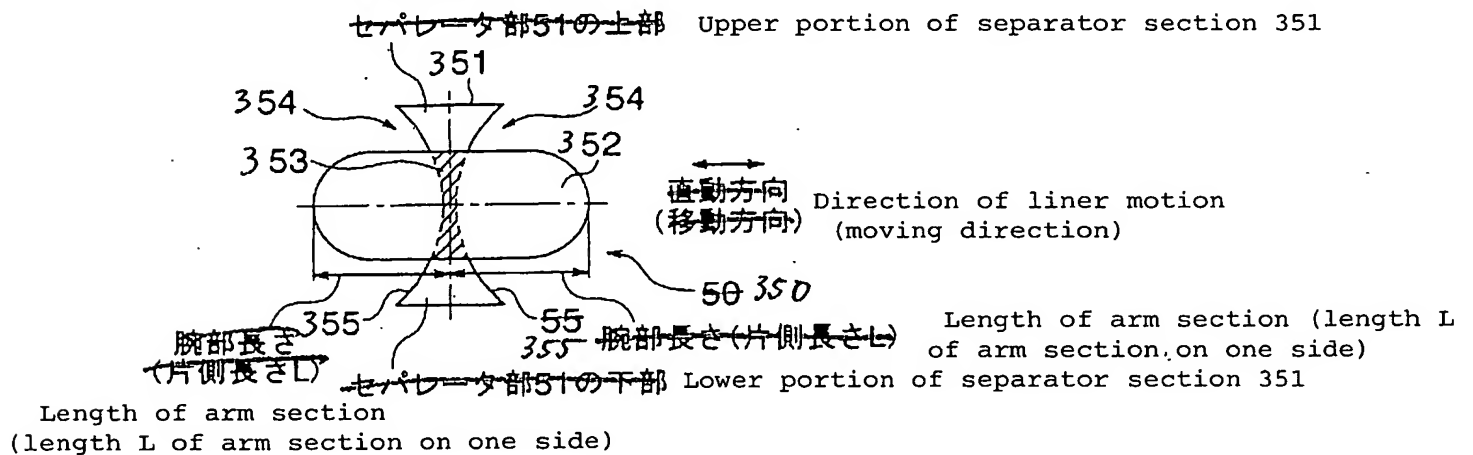 セパレータ部51の上部 Upper portion of separator section 351
351
354
354
353
352
直動方向
(移動方向)
Direction of liner motion
(moving direction)
50 350
355
55
355
腕部長さ
(片側長さL)
腕部長さ(片側長さL)
Length of arm section (length L
of arm section on one side)
セパレータ部51の下部 Lower portion of separator section 351
Length of arm section
(length L of arm section on one side)